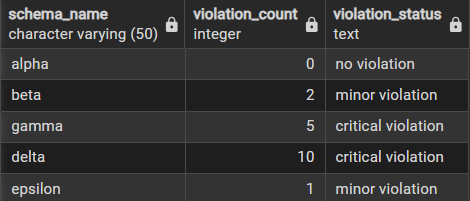 schema_name violation_count violation_status
character varying (50) integer text
alpha 0 no violation
beta 2 minor violation
gamma 5 critical violation
delta 10 critical violation
epsilon 1 minor violation